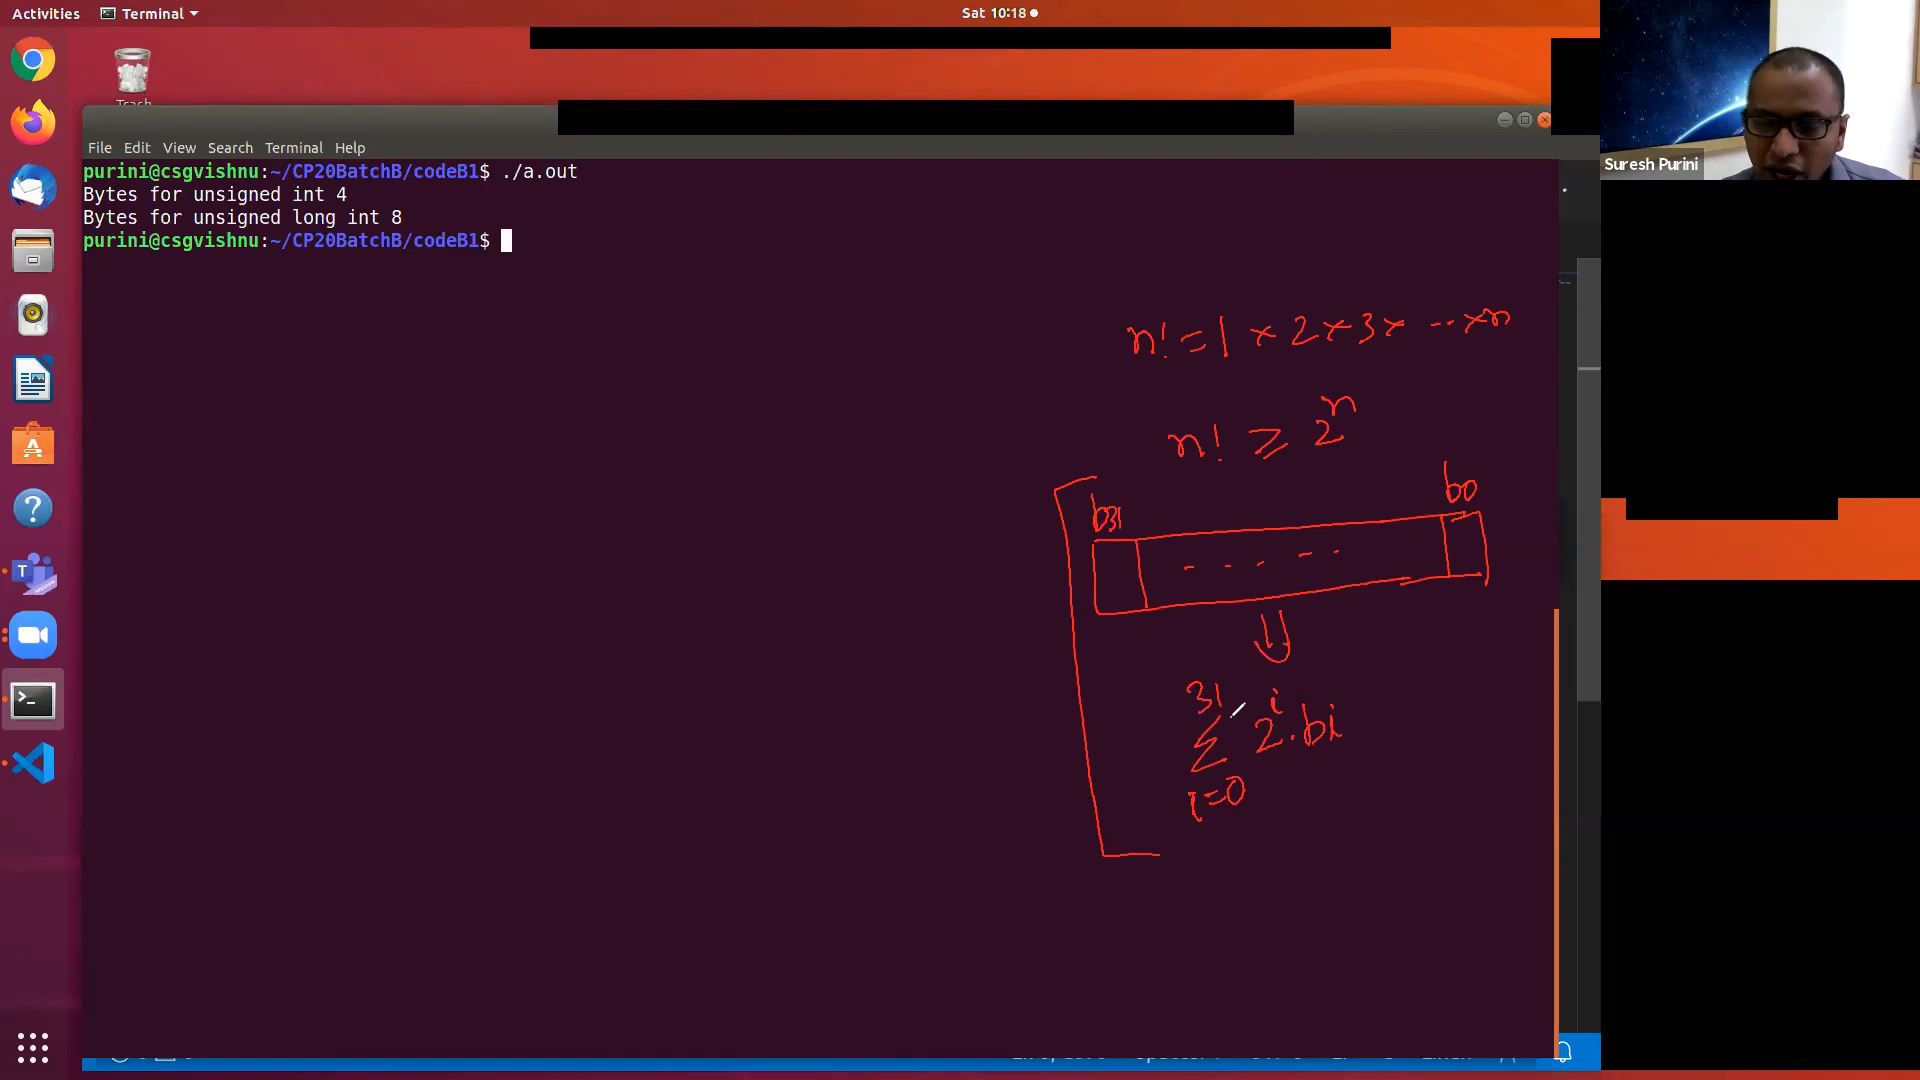 Activities
Terminal
Sat 10:18
Trash
File Edit View Search Terminal Help
purini@csgvishnu:~/CP20BatchB/codeB1$ ./a.out
Bytes for unsigned int 4
Bytes for unsigned long int 8
purini@csgvishnu:~/CP20BatchB/codeB1$
n! = 1 × 2 × 3 × -- × n
n! ≥ 2^n
b31 b0
- - - - -
31
∑ 2^i . bi
i=0
Suresh Purini